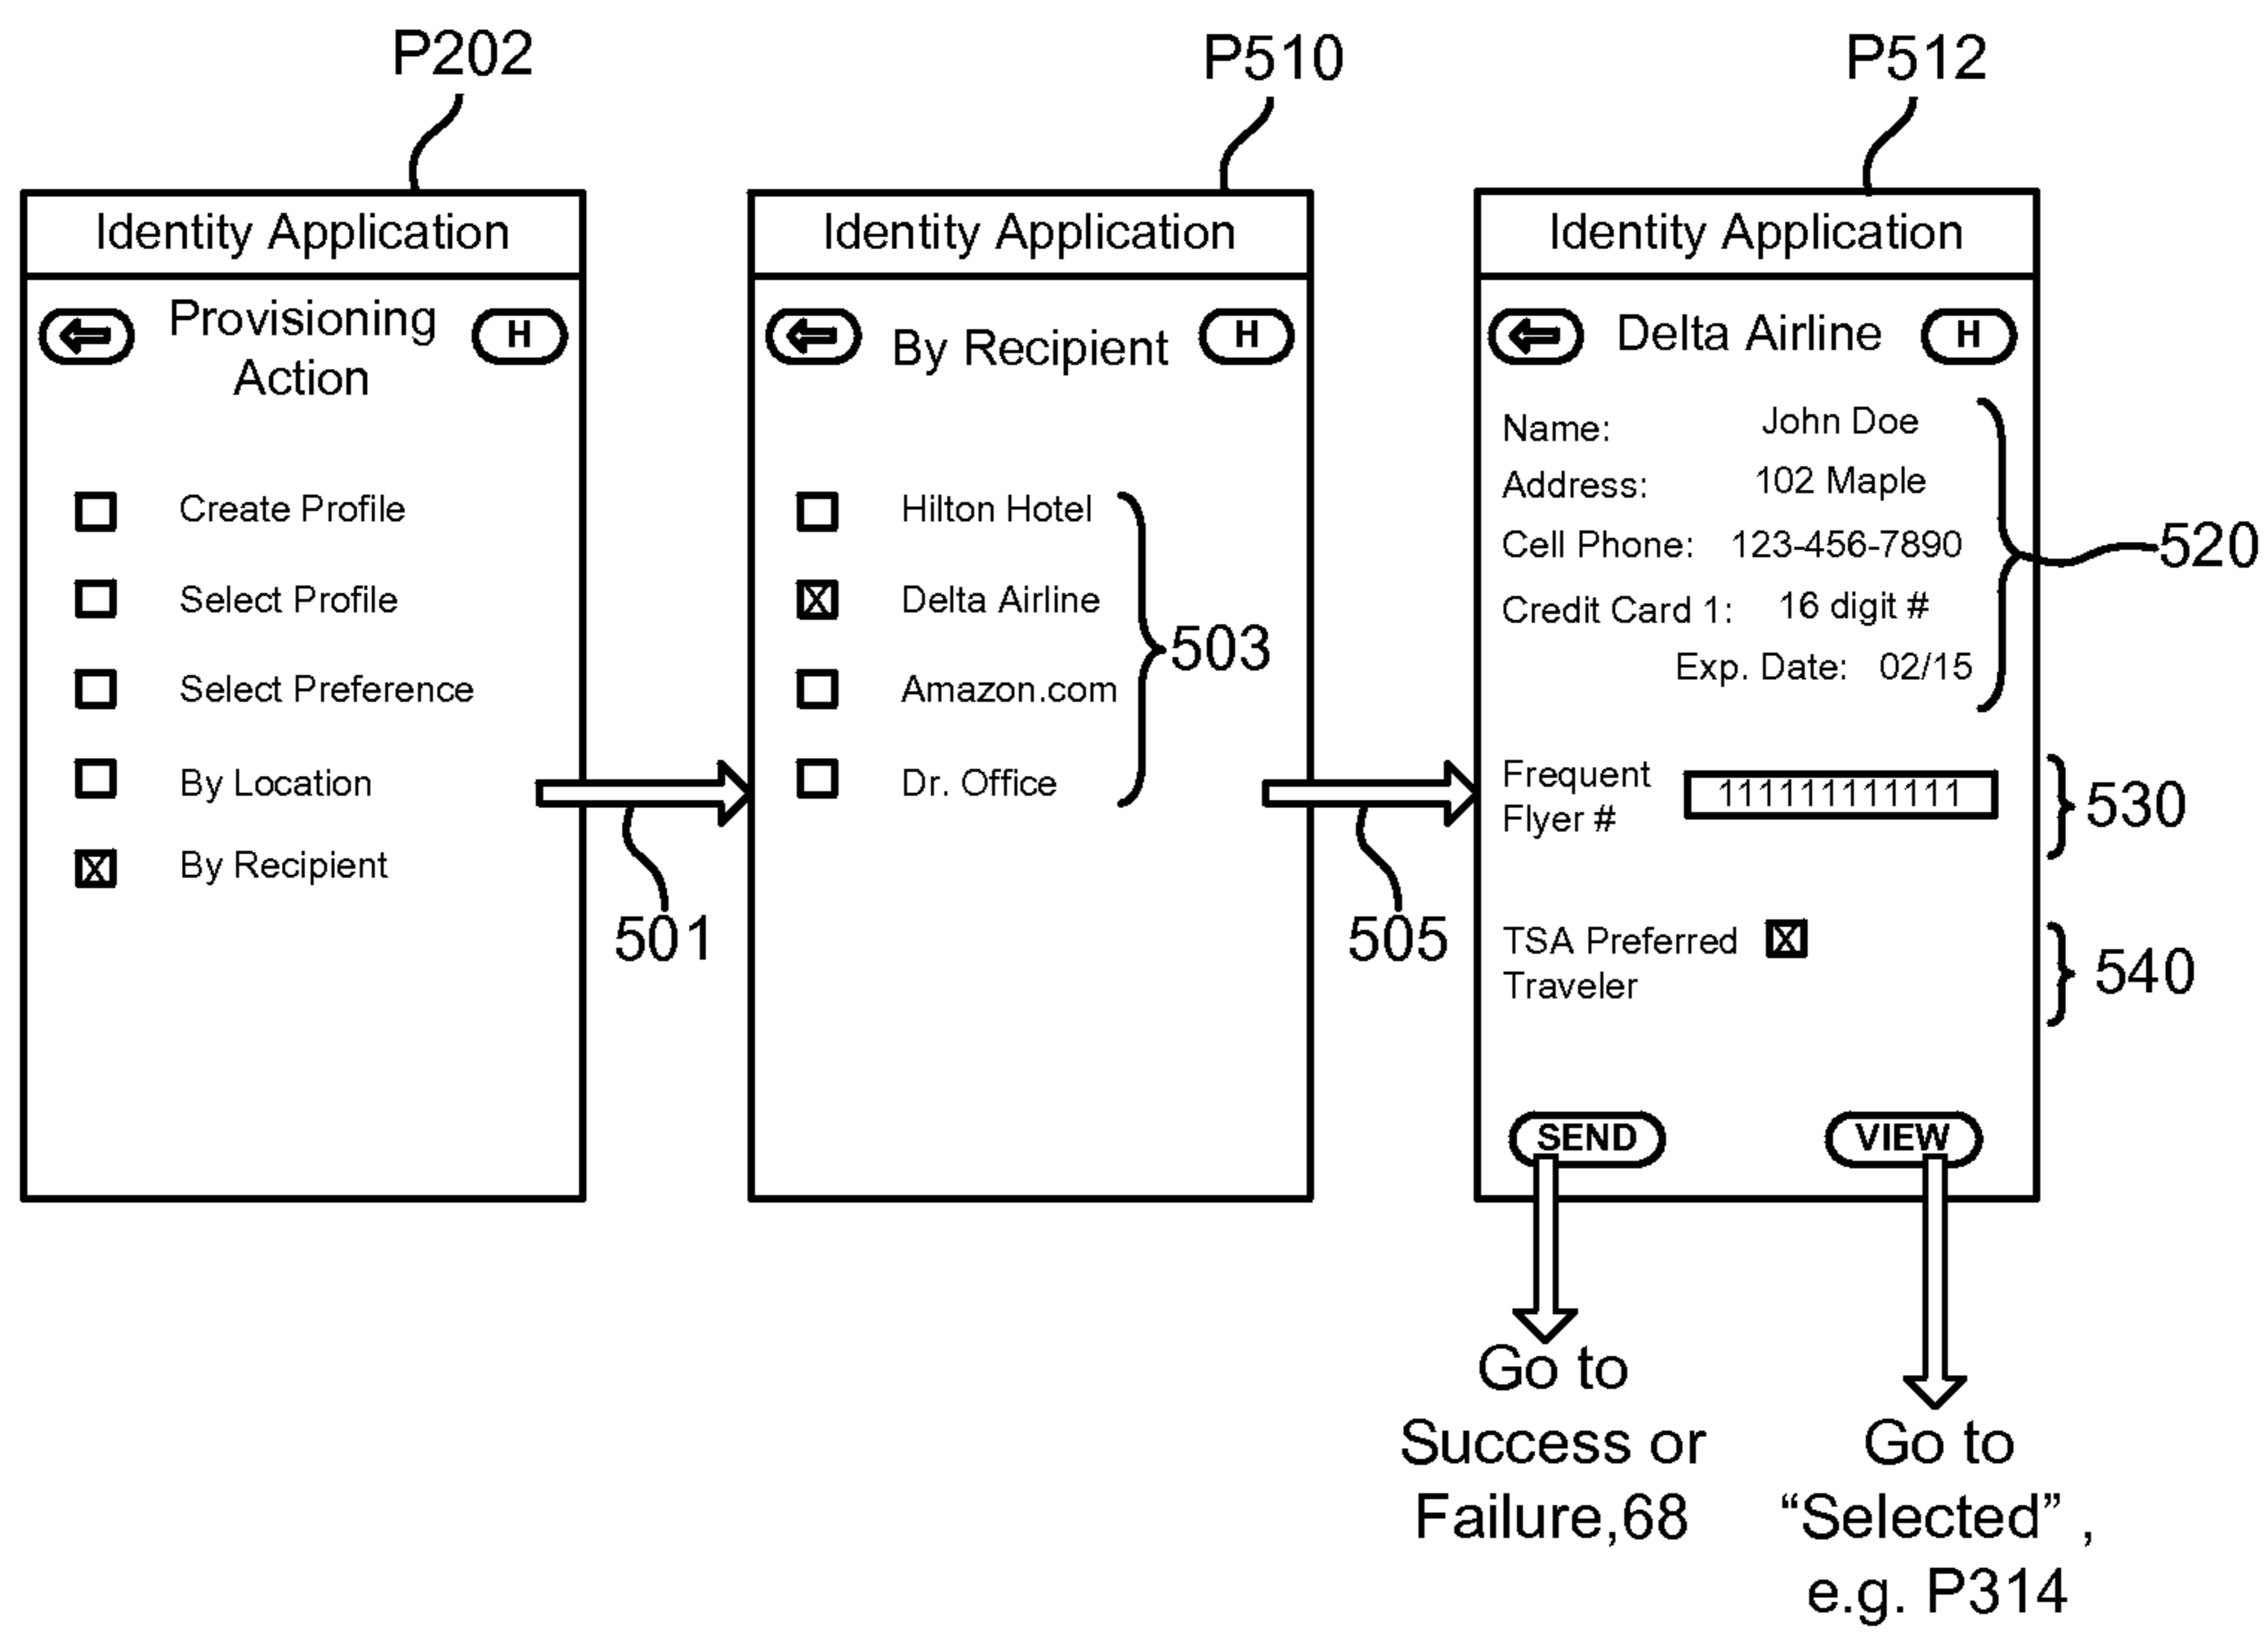 P202
P510
P512
Identity Application
Provisioning
Action
H
Create Profile
Select Profile
Select Preference
By Location
By Recipient
501
Identity Application
By Recipient
H
Hilton Hotel
Delta Airline
Amazon.com
Dr. Office
503
505
Identity Application
Delta Airline
H
Name: John Doe
Address: 102 Maple
Cell Phone: 123-456-7890
Credit Card 1: 16 digit #
Exp. Date: 02/15
520
Frequent
Flyer #
111111111111
530
TSA Preferred
Traveler
540
SEND
VIEW
Go to
Success or
Failure,68
Go to
“Selected” ,
e.g. P314